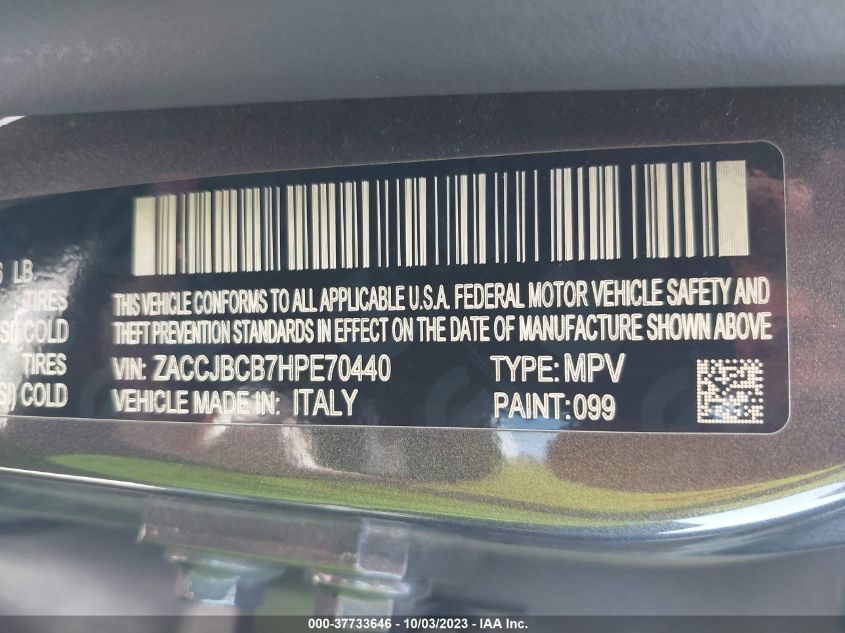 6 LB
TIRES
COLD
TIRES
COLD
THIS VEHICLE CONFORMS TO ALL APPLICABLE U.S.A. FEDERAL MOTOR VEHICLE SAFETY AND
THEFT PREVENTION STANDARDS IN EFFECT ON THE DATE OF MANUFACTURE SHOWN ABOVE
VIN: ZACCJBCB7HPE70440 TYPE: MPV
VEHICLE MADE IN: ITALY PAINT: 099
000-37733646 - 10/03/2023 - IAA Inc.